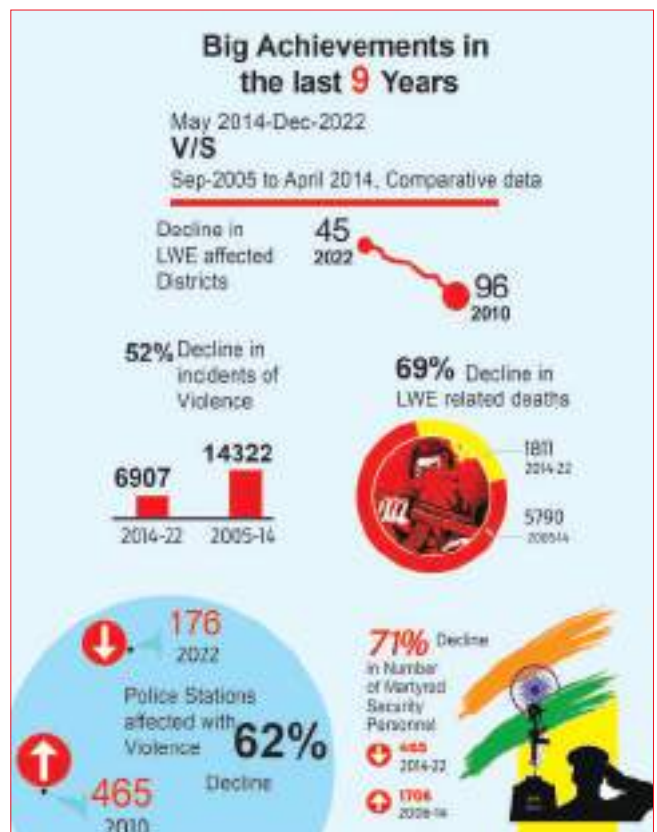 Big Achievements in
the last 9 Years
May 2014-Dec-2022
V/S
Sep-2005 to April 2014, Comparative data
Decline in
LWE affected
Districts
45
2022
96
2010
52% Decline in
incidents of
Violence
6907
14322
2014-22 2005-14
69% Decline in
LWE related deaths
1811
2014-22
5790
2005-14
176
2022
Police Stations
affected with
Violence 62%
Decline
465
2010
71% Decline
in Number
of Martyred
Security
Personnel
2014-22
1706